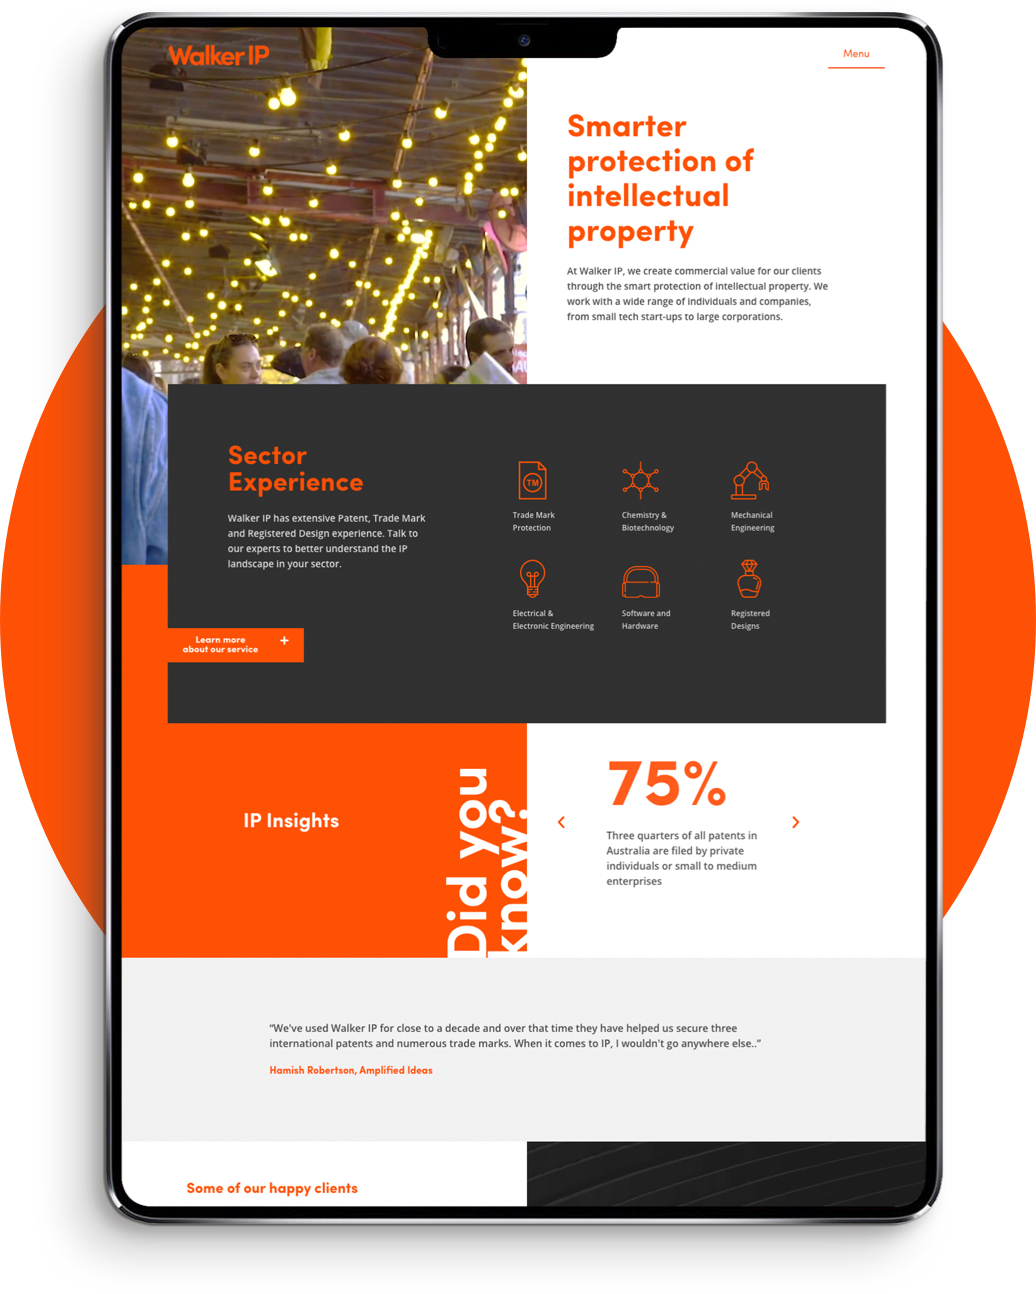 Walker IP
Menu
Smarter
protection of
intellectual
property
At Walker IP, we create commercial value for our clients
through the smart protection of intellectual property. We
work with a wide range of individuals and companies,
from small tech start-ups to large corporations.
Sector
Experience
Walker IP has extensive Patent, Trade Mark
and Registered Design experience. Talk to
our experts to better understand the IP
landscape in your sector.
Learn more
about our service
+
TM
Trade Mark
Protection
Chemistry &
Biotechnology
Mechanical
Engineering
Electrical &
Electronic Engineering
Software and
Hardware
Registered
Designs
IP Insights
Did you
know?
75%
Three quarters of all patents in
Australia are filed by private
individuals or small to medium
enterprises
“We've used Walker IP for close to a decade and over that time they have helped us secure three
international patents and numerous trade marks. When it comes to IP, I wouldn't go anywhere else..”
Hamish Robertson, Amplified Ideas
Some of our happy clients